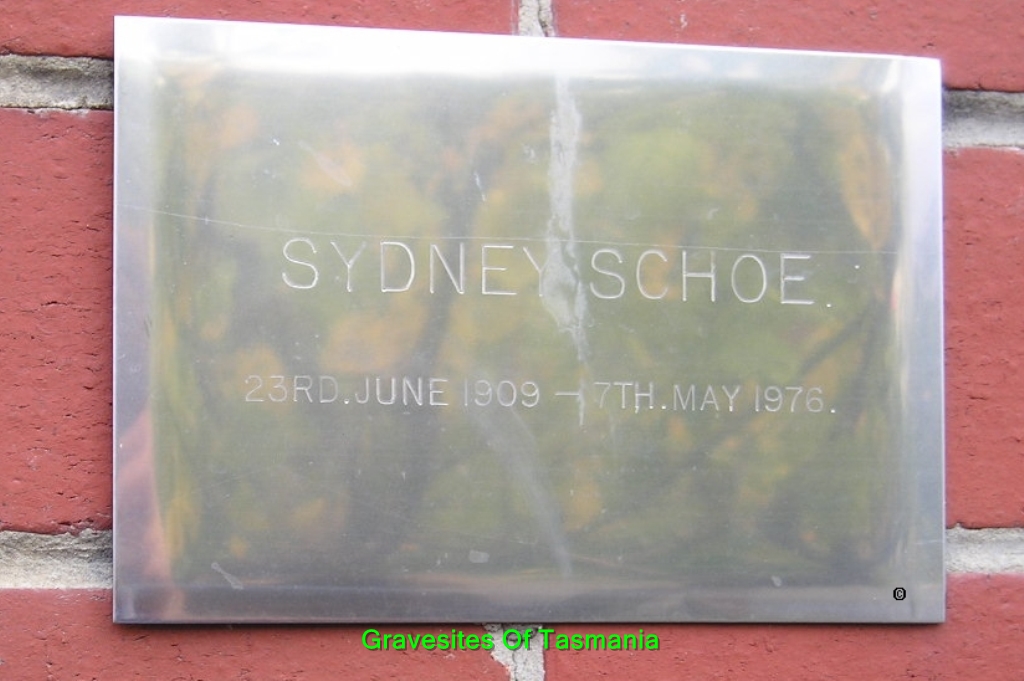 SYDNEY SCHOE.
23RD.JUNE 1909 – 7TH.MAY 1976.
©
Gravesites Of Tasmania